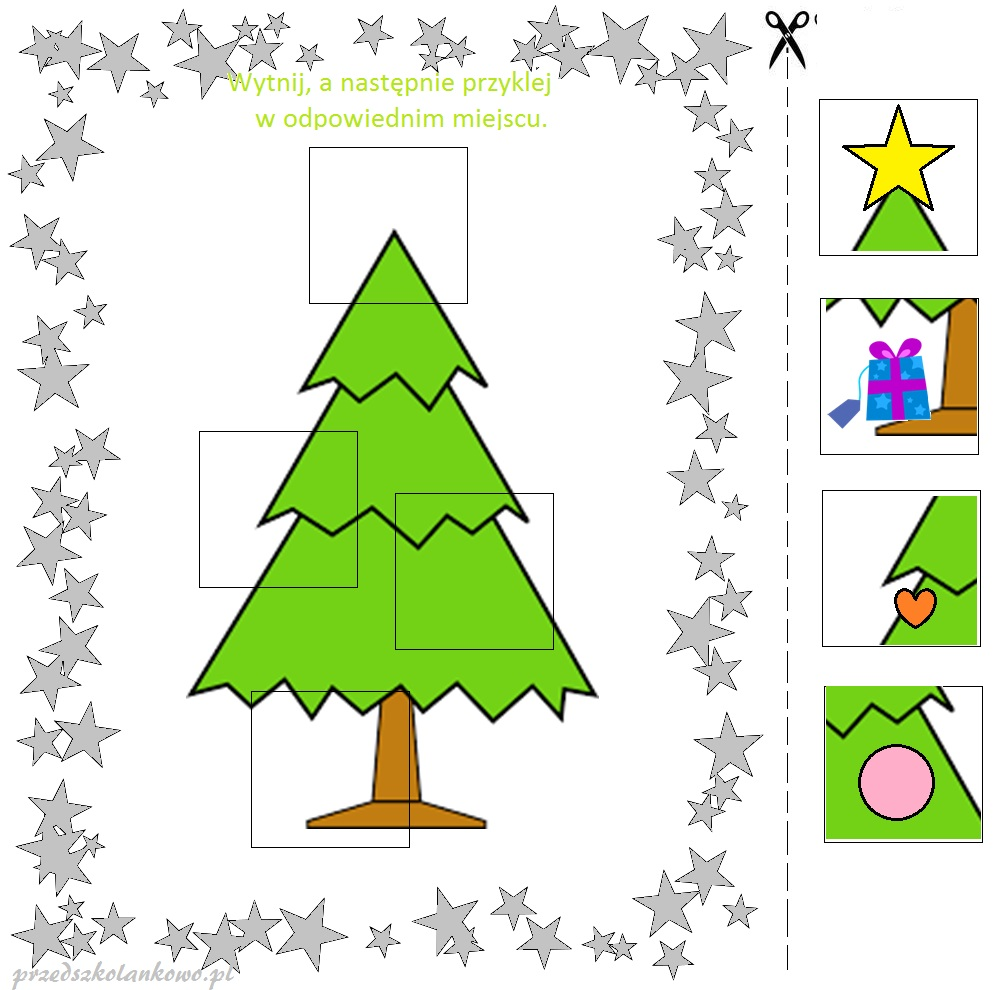 Wytnij, a następnie przyklej
w odpowiednim miejscu.
przedszkolankowo.pl